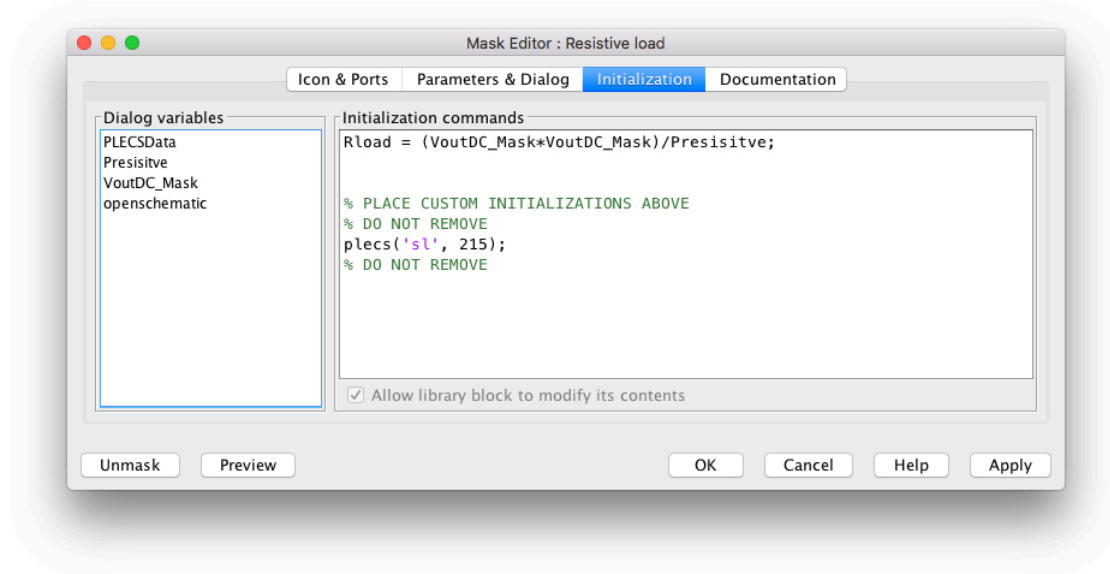 Mask Editor : Resistive load
Icon & Ports
Parameters & Dialog
Initialization
Documentation
Dialog variables
PLECSData
Presisitve
VoutDC_Mask
openschematic
Initialization commands
Rload = (VoutDC_Mask*VoutDC_Mask)/Presisitve;
% PLACE CUSTOM INITIALIZATIONS ABOVE
% DO NOT REMOVE
plecs('sl', 215);
% DO NOT REMOVE
Allow library block to modify its contents
Unmask
Preview
OK
Cancel
Help
Apply